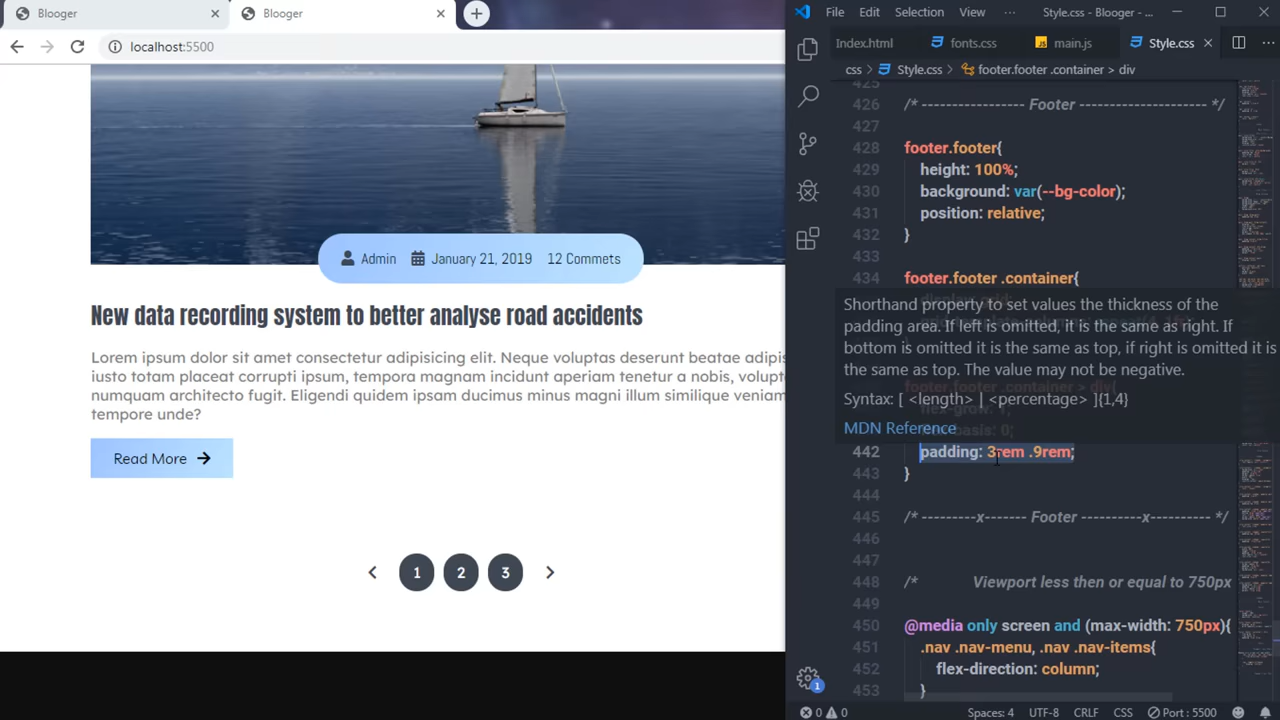 Blooger
Blooger
localhost:5500
Admin January 21, 2019 12 Commets
New data recording system to better analyse road accidents
Lorem ipsum dolor sit amet consectetur adipisicing elit. Neque voluptas deserunt beatae adipis
iusto totam placeat corrupti ipsum, tempora magnam incidunt aperiam tenetur a nobis, volupt
numquam architecto fugit. Eligendi quidem ipsam ducimus minus magni libero similique veniam
tempore unde?
Read More
1 2 3
File Edit Selection View ··· Style.css - Blooger - ...
Index.html fonts.css main.js Style.css
css > Style.css > footer.footer .container > div
425
426 /* ---------------- Footer -------------------- */
427
428 footer.footer{
429 height: 100%;
430 background: var(--bg-color);
431 position: relative;
432 }
433
434 footer.footer .container{
Shorthand property to set values the thickness of the
padding area. If left is omitted, it is the same as right. If
bottom is omitted it is the same as top, if right is omitted it is
the same as top. The value may not be negative.
footer.footer .container > div{
Syntax: [ <length> | <percentage> ]{1,4}
flex-grow: 1;
MDN Reference
442 padding: 3rem .9rem;
443 }
444
445 /* ---------x------- Footer ----------x---------- */
446
447
448 /* Viewport less then or equal to 750px
449
450 @media only screen and (max-width: 750px){
451 .nav .nav-menu, .nav .nav-items{
452 flex-direction: column;
453 }
1
0 0 Spaces: 4 UTF-8 CRLF CSS Port : 5500